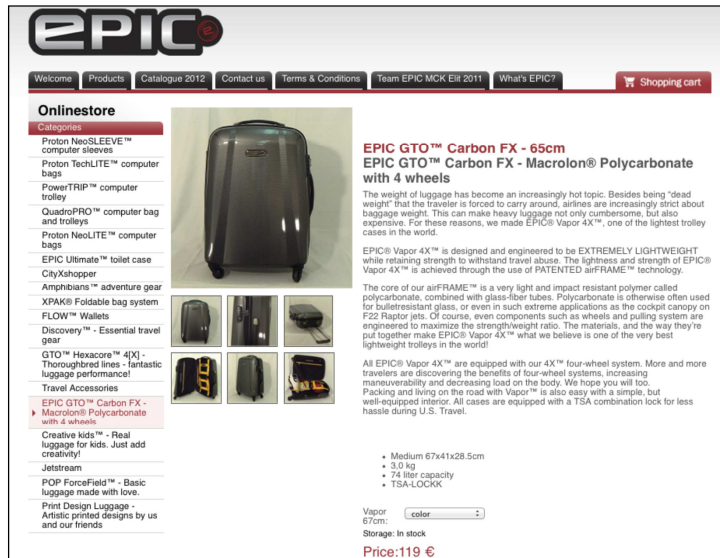 EPIC
Welcome
Products
Catalogue 2012
Contact us
Terms & Conditions
Team EPIC MCK Elit 2011
What's EPIC?
Shopping cart
Onlinestore
Categories
Proton NeoSLEEVE™
computer sleeves
Proton TechLITE™ computer
bags
PowerTRIP™ computer
trolley
QuadroPRO™ computer bag
and trolleys
Proton NeoLITE™ computer
bags
EPIC Ultimate™ toilet case
CityXshopper
Amphibians™ adventure gear
XPAK® Foldable bag system
FLOW™ Wallets
Discovery™ - Essential travel
gear
GTO™ Hexacore™ 4[X] -
Thoroughbred lines - fantastic
luggage performance!
Travel Accessories
EPIC GTO™ Carbon FX -
Macrolon® Polycarbonate
with 4 wheels
Creative kids™ - Real
luggage for kids. Just add
creativity!
Jetstream
POP ForceField™ - Basic
luggage made with love.
Print Design Luggage -
Artistic printed designs by us
and our friends
EPIC GTO™ Carbon FX - 65cm
EPIC GTO™ Carbon FX - Macrolon® Polycarbonate
with 4 wheels
The weight of luggage has become an increasingly hot topic. Besides being "dead
weight" that the traveler is forced to carry around, airlines are increasingly strict about
baggage weight. This can make heavy luggage not only cumbersome, but also
expensive. For these reasons, we made EPIC® Vapor 4X™, one of the lightest trolley
cases in the world.
EPIC® Vapor 4X™ is designed and engineered to be EXTREMELY LIGHTWEIGHT
while retaining strength to withstand travel abuse. The lightness and strength of EPIC®
Vapor 4X™ is achieved through the use of PATENTED airFRAME™ technology.
The core of our airFRAME™ is a very light and impact resistant polymer called
polycarbonate, combined with glass-fiber tubes. Polycarbonate is otherwise often used
for bulletresistant glass, or even in such extreme applications as the cockpit canopy on
F22 Raptor jets. Of course, even components such as wheels and pulling system are
engineered to maximize the strength/weight ratio. The materials, and the way they're
put together make EPIC® Vapor 4X™ what we believe is one of the very best
lightweight trolleys in the world!
All EPIC® Vapor 4X™ are equipped with our 4X™ four-wheel system. More and more
travelers are discovering the benefits of four-wheel systems, increasing
maneuverability and decreasing load on the body. We hope you will too.
Packing and living on the road with Vapor™ is also easy with a simple, but
well-equipped interior. All cases are equipped with a TSA combination lock for less
hassle during U.S. Travel.
• Medium 67x41x28.5cm
• 3,0 kg
• 74 liter capacity
• TSA-LOCKK
Vapor
67cm:
color
Storage: In stock
Price:119 €